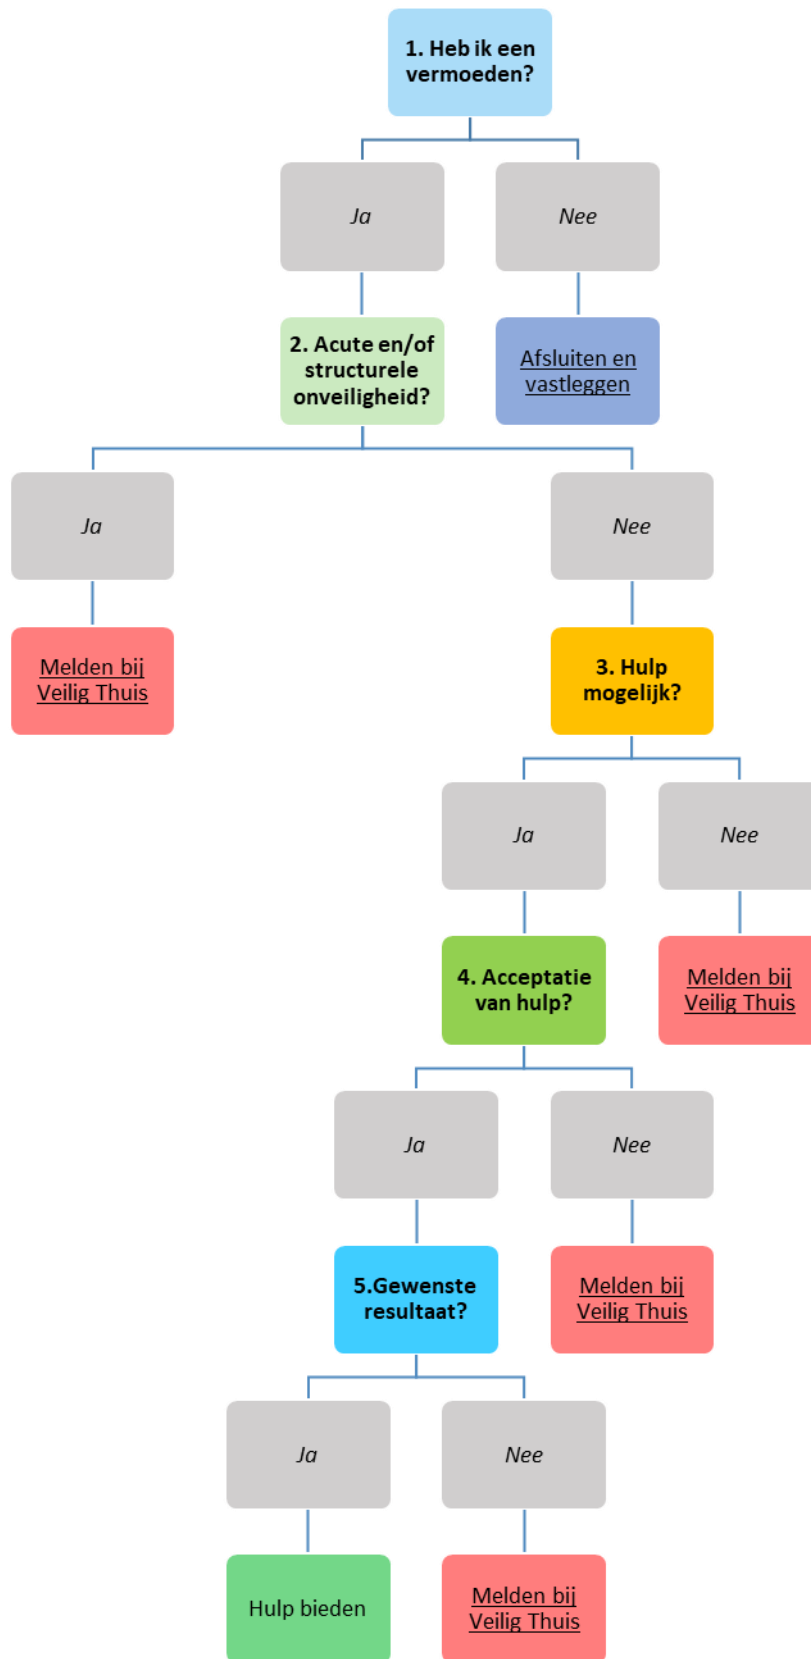 1. Heb ik een
vermoeden?
Ja
Nee
2. Acute en/of
structurele
onveiligheid?
Afsluiten en
vastleggen
Ja
Nee
Melden bij
Veilig Thuis
3. Hulp
mogelijk?
Ja
Nee
4. Acceptatie
van hulp?
Melden bij
Veilig Thuis
Ja
Nee
5.Gewenste
resultaat?
Melden bij
Veilig Thuis
Ja
Nee
Hulp bieden
Melden bij
Veilig Thuis